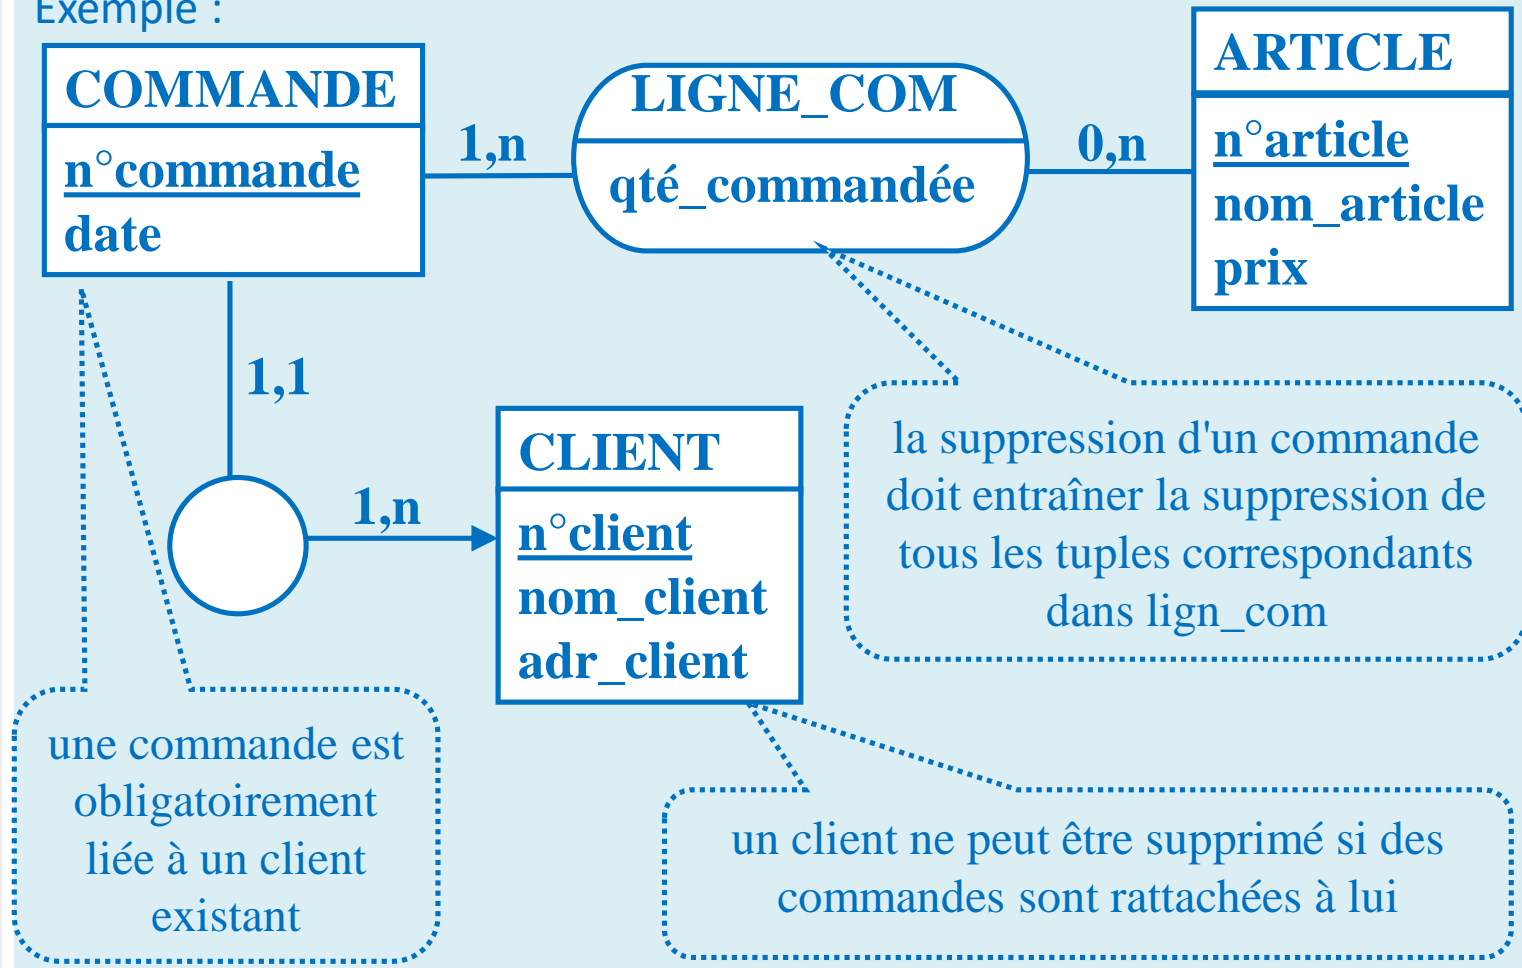 Exemple :
COMMANDE
n°commande
date
1,n
LIGNE_COM
qté_commandée
0,n
ARTICLE
n°article
nom_article
prix
1,1
1,n
CLIENT
n°client
nom_client
adr_client
la suppression d'un commande
doit entraîner la suppression de
tous les tuples correspondants
dans lign_com
une commande est
obligatoirement
liée à un client
existant
un client ne peut être supprimé si des
commandes sont rattachées à lui